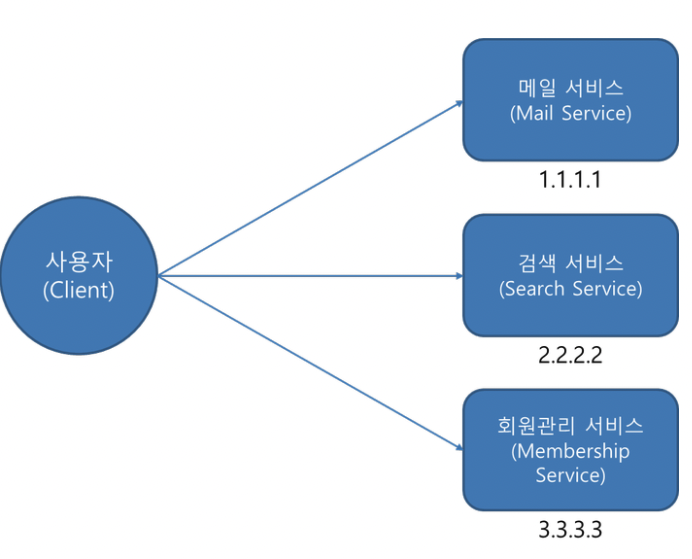 메일 서비스
(Mail Service)
1.1.1.1
사용자
(Client)
검색 서비스
(Search Service)
2.2.2.2
회원관리 서비스
(Membership
Service)
3.3.3.3